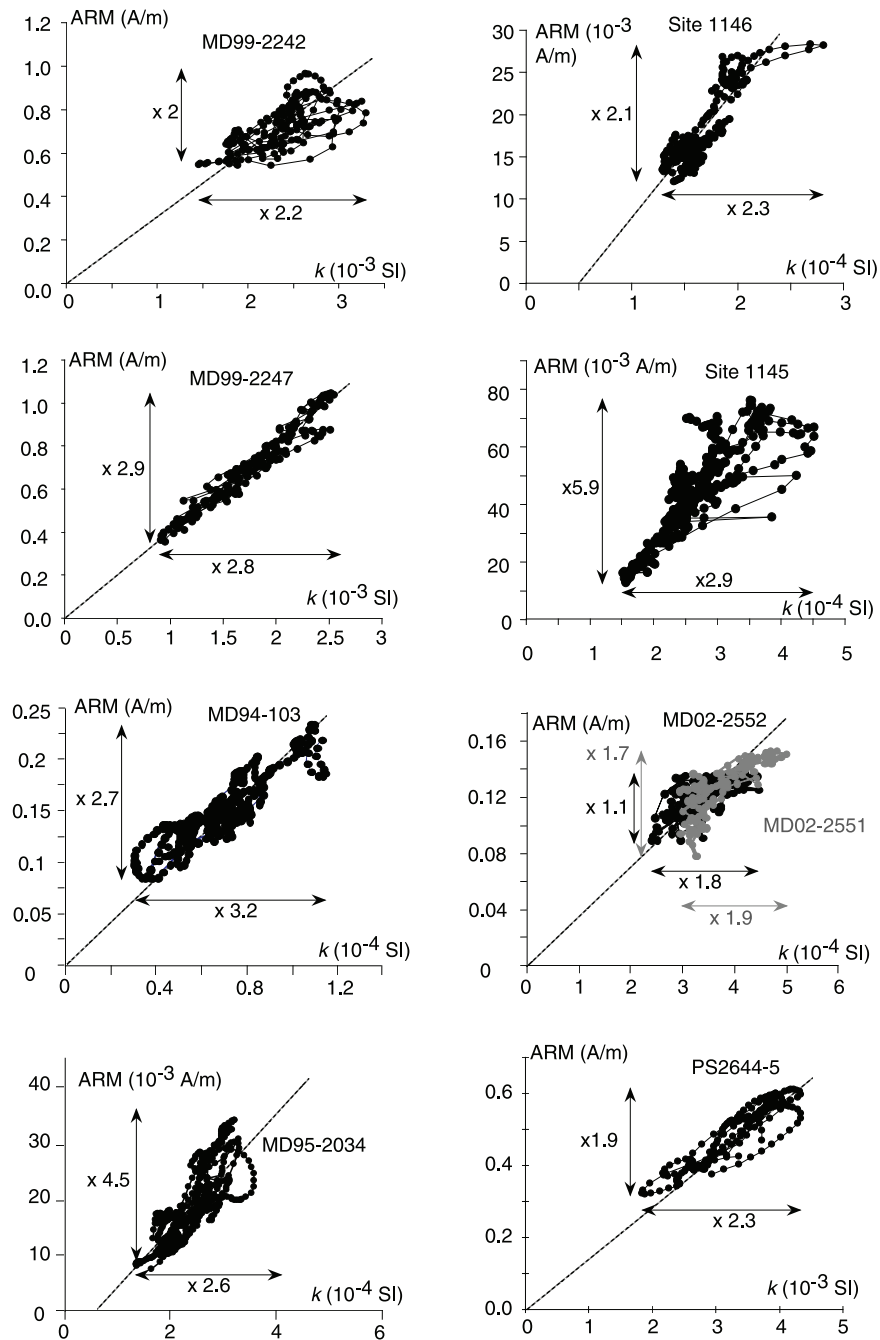 ARM (A/m)
MD99-2242
1.2
1.0
0.8
0.6
0.4
0.2
0.0
x 2
x 2.2
k (10-3 SI)
0 1 2 3
ARM (10-3
A/m)
Site 1146
30
25
20
15
10
5
0
x 2.1
x 2.3
k (10-4 SI)
0 1 2 3
ARM (A/m)
MD99-2247
1.2
1.0
0.8
0.6
0.4
0.2
0.0
x 2.9
x 2.8
k (10-3 SI)
0 0.5 1 1.5 2 2.5 3
ARM (10-3 A/m)
Site 1145
80
60
40
20
0
x5.9
x2.9
k (10-4 SI)
0 1 2 3 4 5
ARM (A/m)
MD94-103
0.25
0.2
0.15
0.1
0.05
0
x 2.7
x 3.2
k (10-4 SI)
0 0.4 0.8 1.2
ARM (A/m)
MD02-2552
0.16
0.12
0.08
0.04
0
x 1.7
x 1.1
MD02-2551
x 1.8
x 1.9
k (10-4 SI)
0 1 2 3 4 5 6
ARM (10-3 A/m)
MD95-2034
40
30
20
10
0
x 4.5
x 2.6
k (10-4 SI)
2 4 6
ARM (A/m)
PS2644-5
0.6
0.4
0.2
0.0
x1.9
x 2.3
k (10-3 SI)
0 1 2 3 4 5